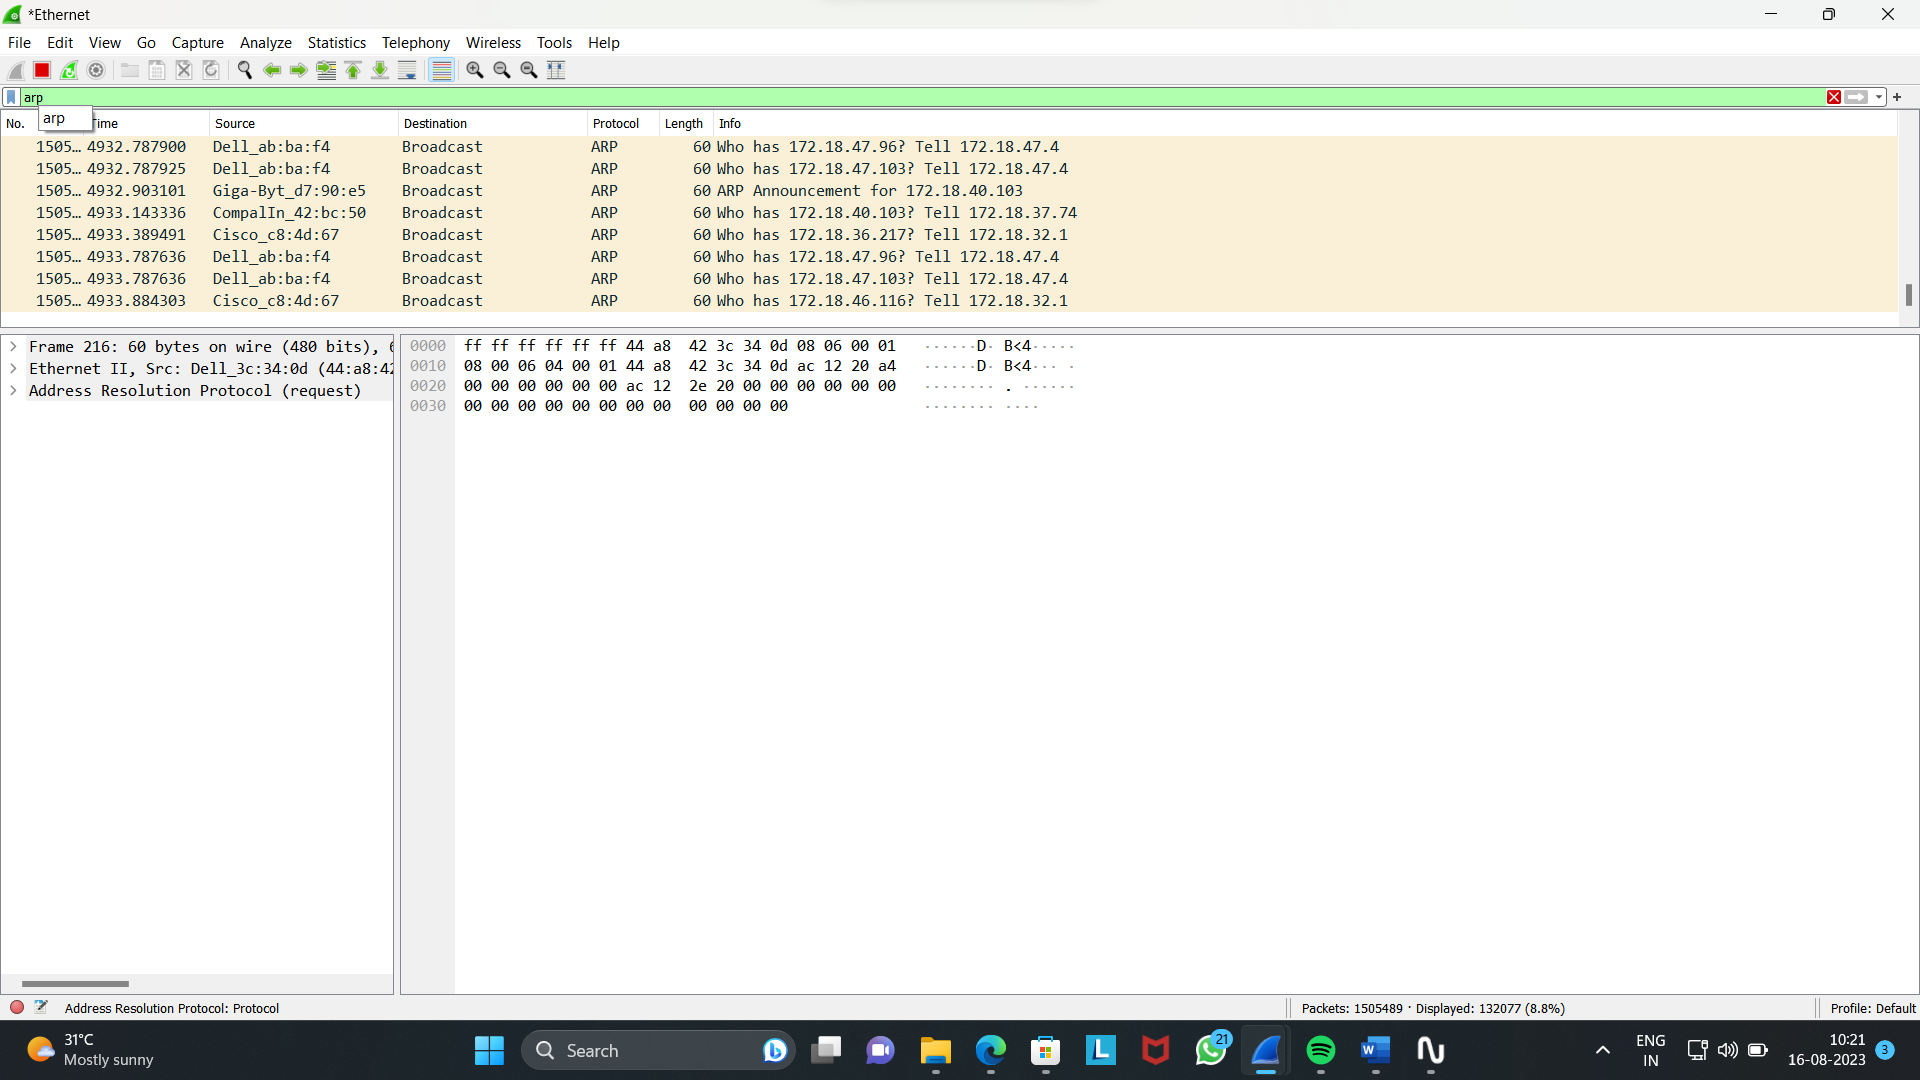 *Ethernet
File Edit View Go Capture Analyze Statistics Telephony Wireless Tools Help
arp
arp
No. Time Source Destination Protocol Length Info
1505… 4932.787900 Dell_ab:ba:f4 Broadcast ARP 60 Who has 172.18.47.96? Tell 172.18.47.4
1505… 4932.787925 Dell_ab:ba:f4 Broadcast ARP 60 Who has 172.18.47.103? Tell 172.18.47.4
1505… 4932.903101 Giga-Byt_d7:90:e5 Broadcast ARP 60 ARP Announcement for 172.18.40.103
1505… 4933.143336 CompalIn_42:bc:50 Broadcast ARP 60 Who has 172.18.40.103? Tell 172.18.37.74
1505… 4933.389491 Cisco_c8:4d:67 Broadcast ARP 60 Who has 172.18.36.217? Tell 172.18.32.1
1505… 4933.787636 Dell_ab:ba:f4 Broadcast ARP 60 Who has 172.18.47.96? Tell 172.18.47.4
1505… 4933.787636 Dell_ab:ba:f4 Broadcast ARP 60 Who has 172.18.47.103? Tell 172.18.47.4
1505… 4933.884303 Cisco_c8:4d:67 Broadcast ARP 60 Who has 172.18.46.116? Tell 172.18.32.1
Frame 216: 60 bytes on wire (480 bits),
Ethernet II, Src: Dell_3c:34:0d (44:a8:42
Address Resolution Protocol (request)
0000 ff ff ff ff ff ff 44 a8 42 3c 34 0d 08 06 00 01 ······D· B<4·····
0010 08 00 06 04 00 01 44 a8 42 3c 34 0d ac 12 20 a4 ······D· B<4··· ·
0020 00 00 00 00 00 00 ac 12 2e 20 00 00 00 00 00 00 ········ . ······
0030 00 00 00 00 00 00 00 00 00 00 00 00 ········ ····
Address Resolution Protocol: Protocol
Packets: 1505489 · Displayed: 132077 (8.8%)
Profile: Default
31°C
Mostly sunny
Search
21
ENG
IN
10:21
16-08-2023
3